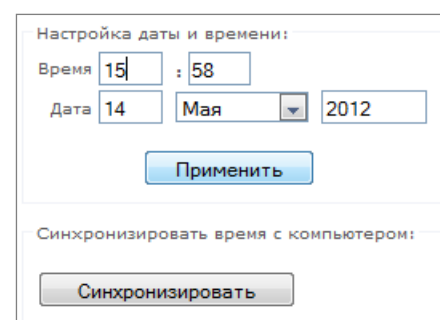 Настройка даты и времени:
Время 15 : 58
Дата 14 Мая 2012
Применить
Синхронизировать время с компьютером:
Синхронизировать